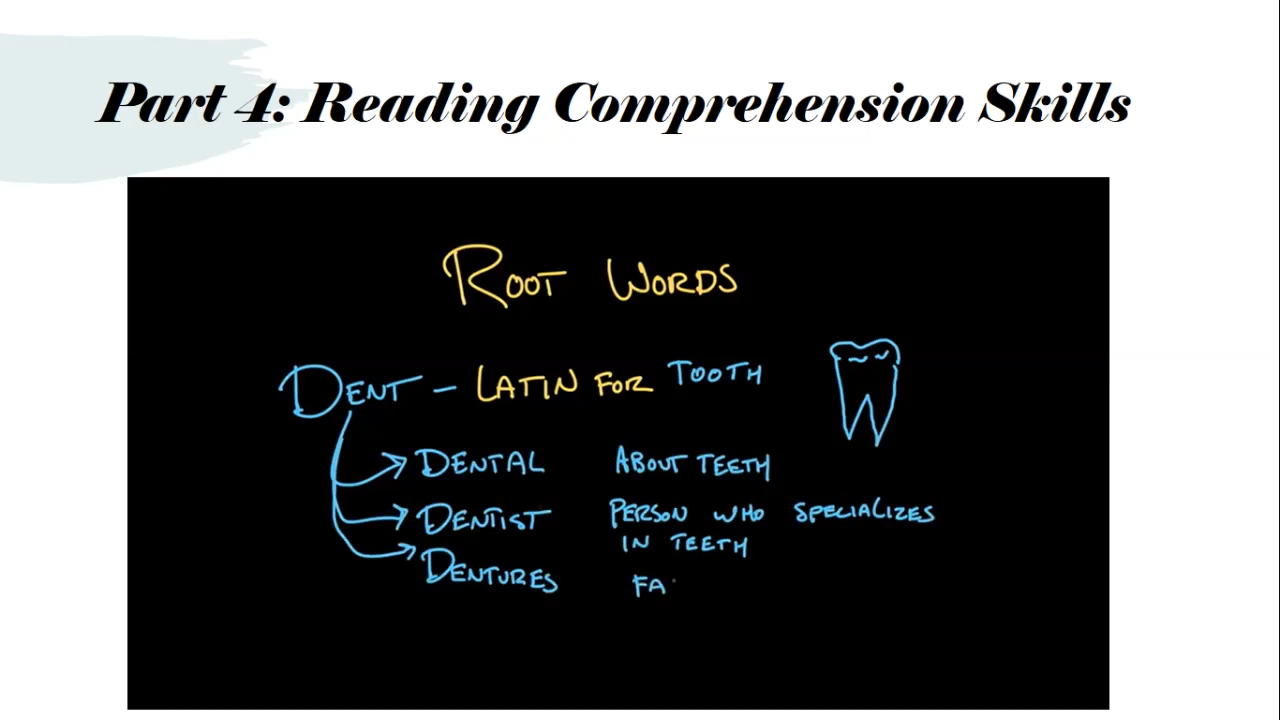 Part 4: Reading Comprehension Skills
ROOT WORDS
DENT - LATIN FOR TOOTH
DENTAL ABOUT TEETH
DENTIST PERSON WHO SPECIALIZES
IN TEETH
DENTURES FA